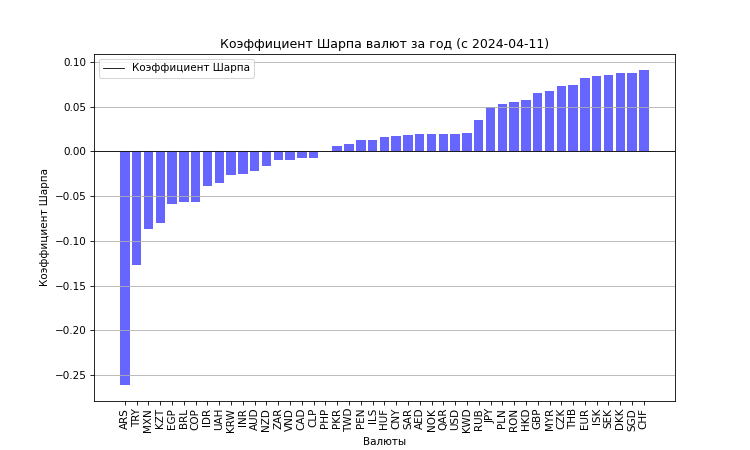 Коэффициент Шарпа валют за год (с 2024-04-11)
Коэффициент Шарпа
0.10
0.05
0.00
−0.05
−0.10
−0.15
−0.20
−0.25
Коэффициент Шарпа
ARS TRY MXN KZT EGP BRL COP IDR UAH KRW INR AUD NZD ZAR VND CAD CLP PHP PKR TWD PEN ILS HUF CNY SAR AED NOK QAR USD KWD RUB JPY PLN RON HKD GBP MYR CZK THB EUR ISK SEK DKK SGD CHF
Валюты